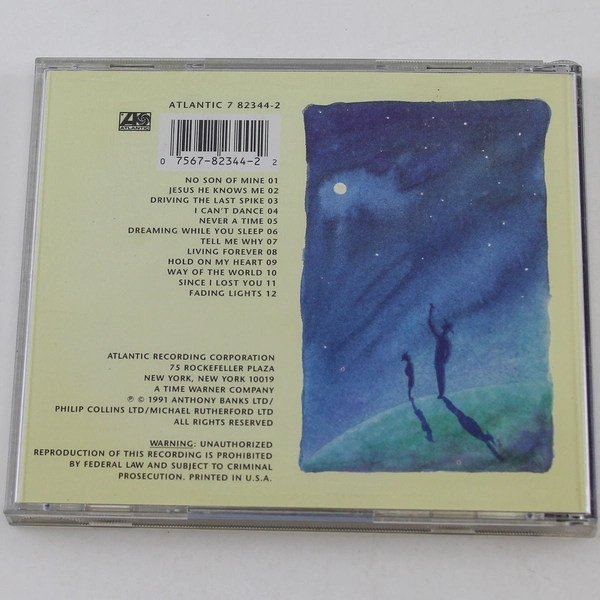 ATLANTIC 7 82344-2
ATLANTIC
0 7567-82344-2 2
NO SON OF MINE 01
JESUS HE KNOWS ME 02
DRIVING THE LAST SPIKE 03
I CAN'T DANCE 04
NEVER A TIME 05
DREAMING WHILE YOU SLEEP 06
TELL ME WHY 07
LIVING FOREVER 08
HOLD ON MY HEART 09
WAY OF THE WORLD 10
SINCE I LOST YOU 11
FADING LIGHTS 12
ATLANTIC RECORDING CORPORATION
75 ROCKEFELLER PLAZA
NEW YORK, NEW YORK 10019
A TIME WARNER COMPANY
℗ © 1991 ANTHONY BANKS LTD/
PHILIP COLLINS LTD/MICHAEL RUTHERFORD LTD
ALL RIGHTS RESERVED
WARNING: UNAUTHORIZED
REPRODUCTION OF THIS RECORDING IS PROHIBITED
BY FEDERAL LAW AND SUBJECT TO CRIMINAL
PROSECUTION. PRINTED IN U.S.A.